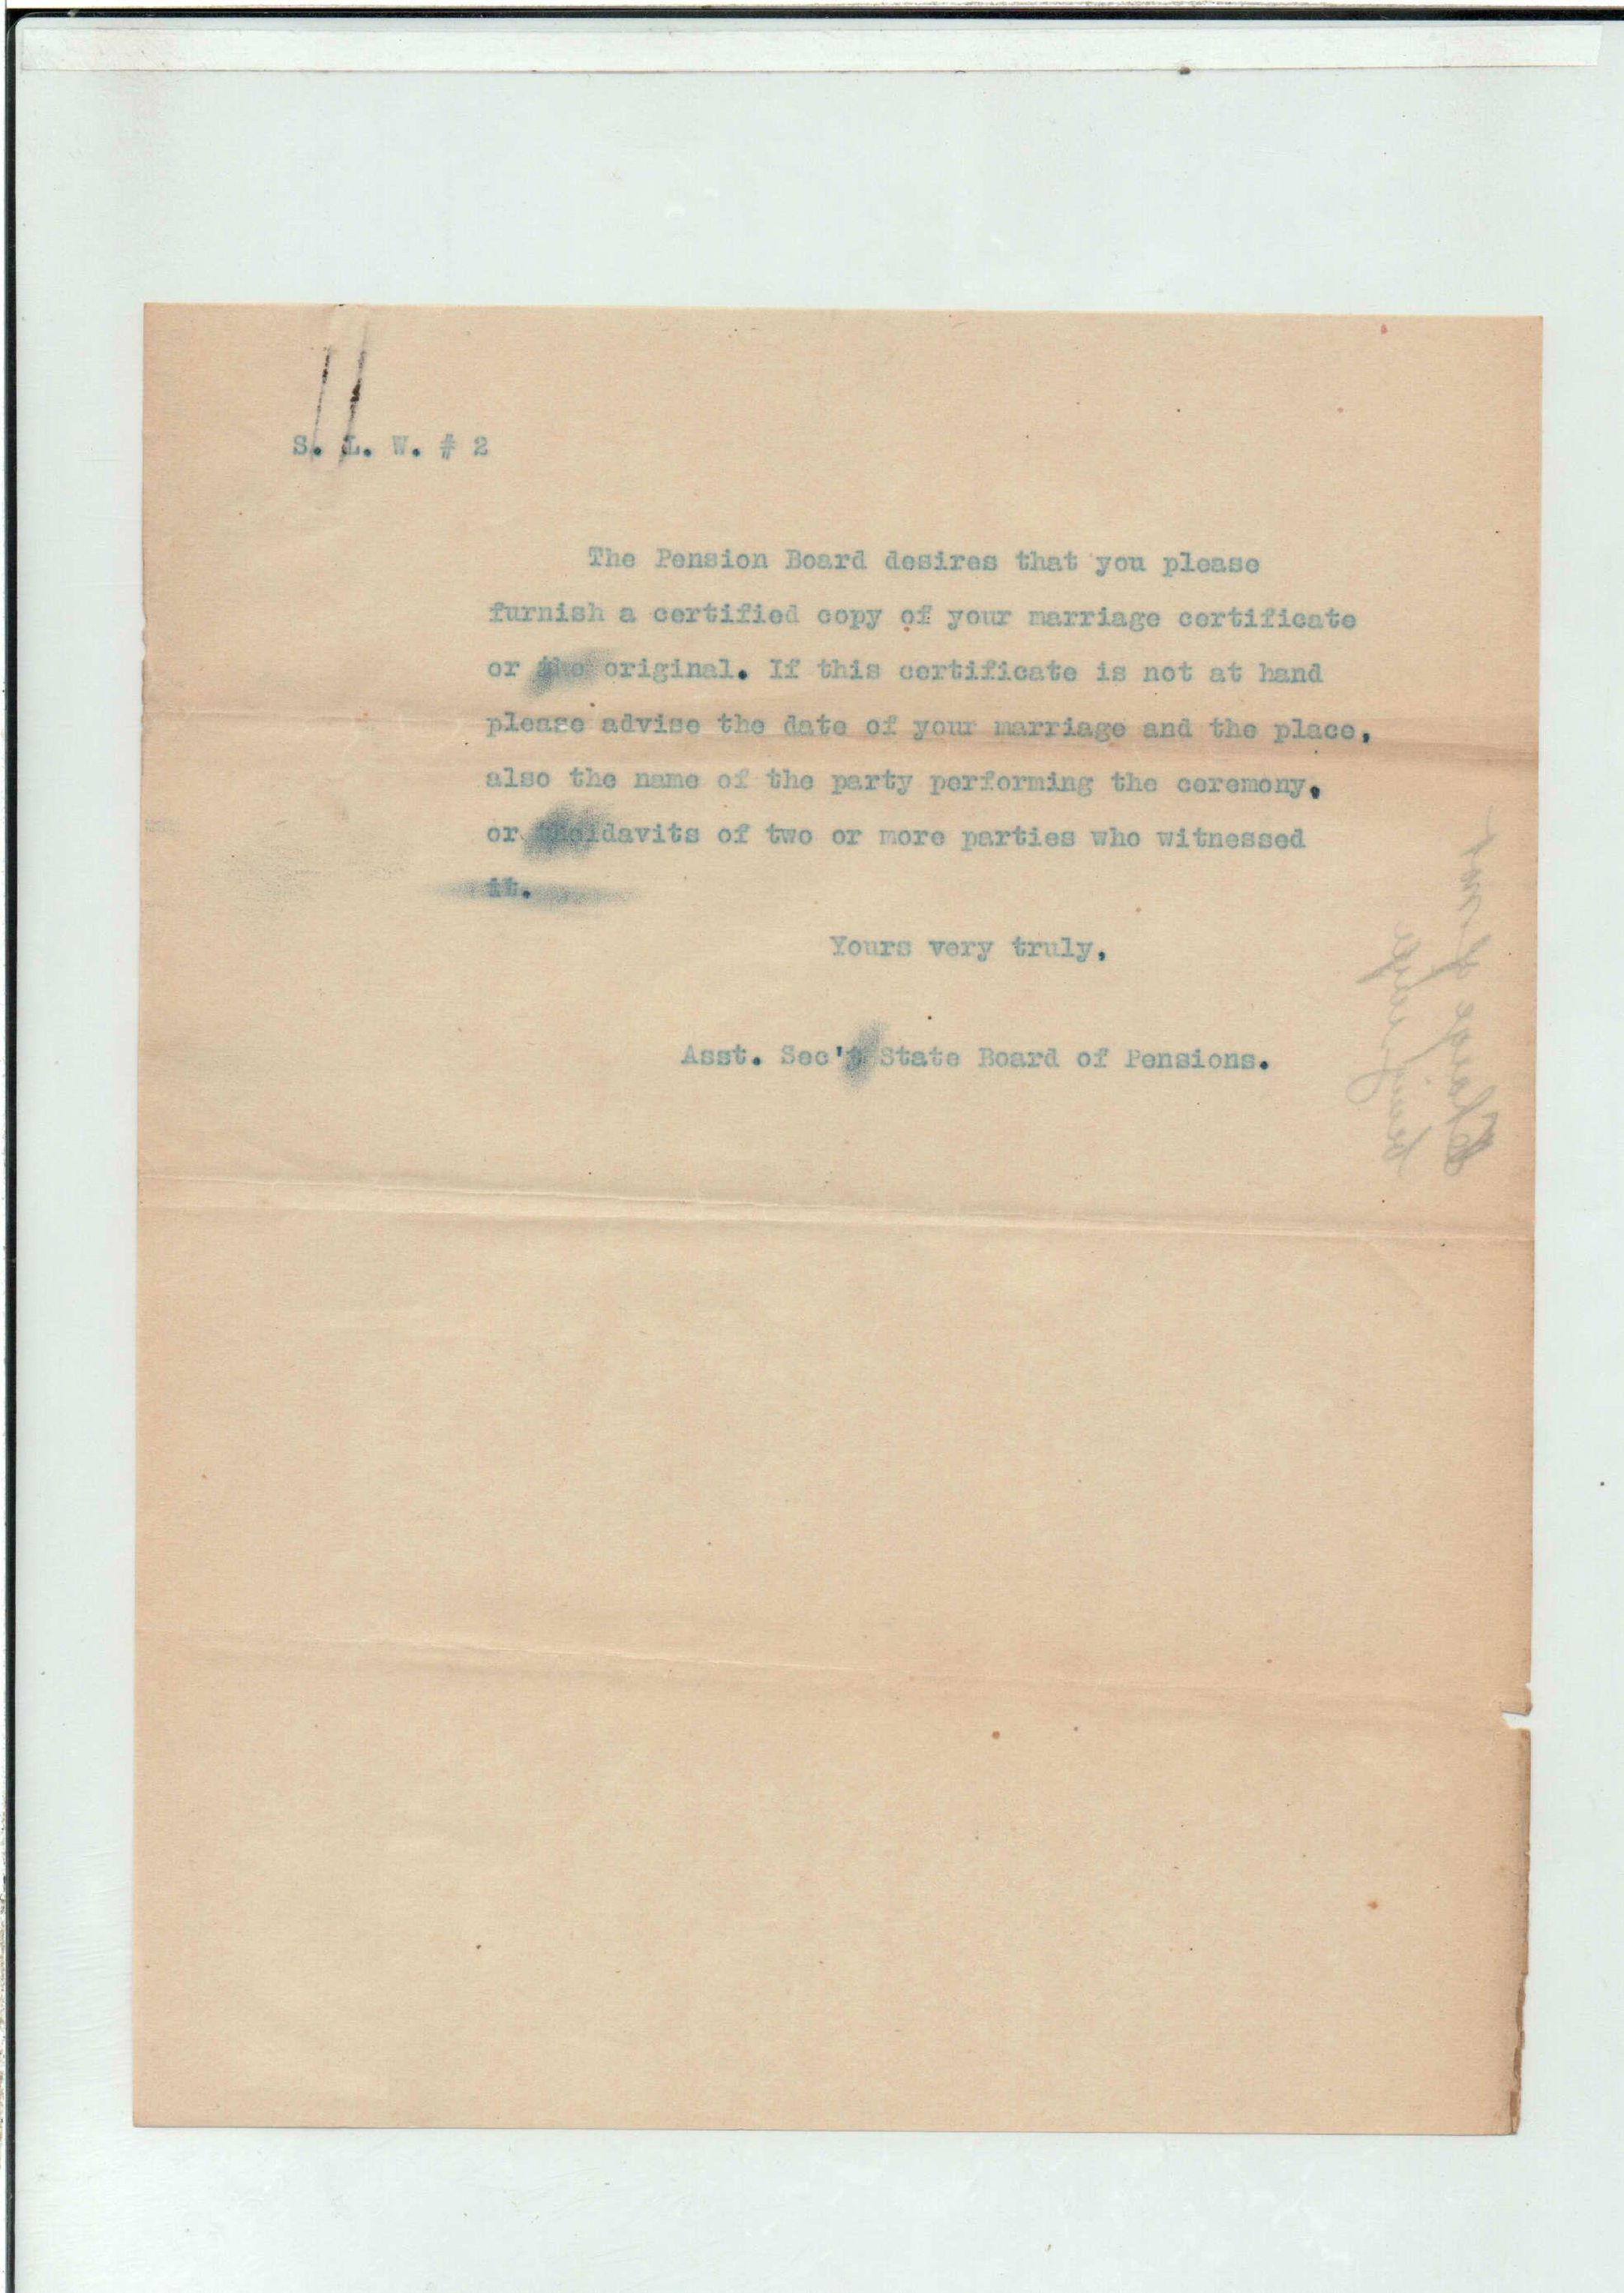 S. L. W. # 2
The Pension Board desires that you please
furnish a certified copy of your marriage certificate
or the original. If this certificate is not at hand
please advise the date of your marriage and the place,
also the name of the party performing the ceremony,
or affidavits of two or more parties who witnessed
it.
Yours very truly,
Asst. Sec'y State Board of Pensions.